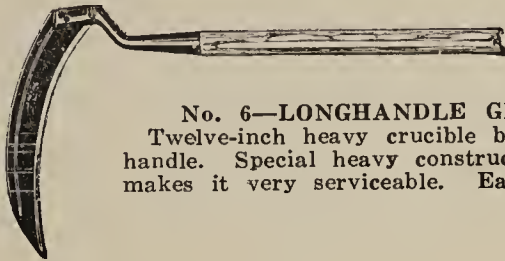 No. 6—LONGHANDLE
Twelve-inch heavy crucible
handle. Special heavy
makes it very serviceable.